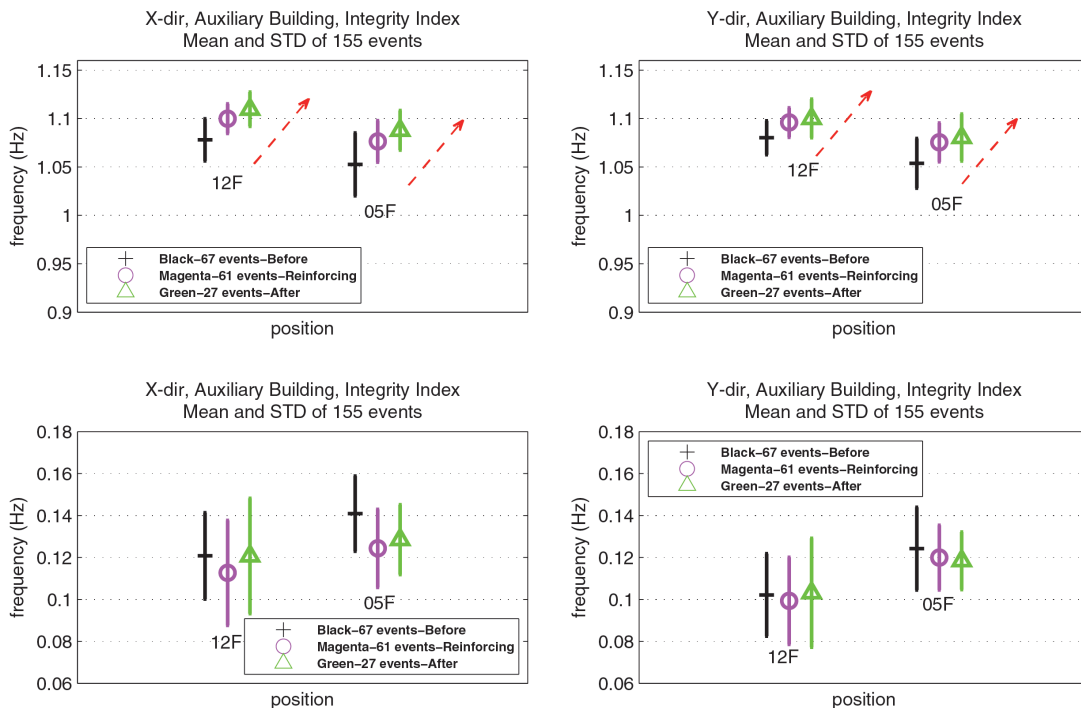 X-dir, Auxiliary Building, Integrity Index
Mean and STD of 155 events
1.15
1.1
1.05
1
0.95
0.9
frequency (Hz)
12F
05F
Black–67 events–Before
Magenta–61 events–Reinforcing
Green–27 events–After
position
Y-dir, Auxiliary Building, Integrity Index
Mean and STD of 155 events
1.15
1.1
1.05
1
0.95
0.9
frequency (Hz)
12F
05F
Black–67 events–Before
Magenta–61 events–Reinforcing
Green–27 events–After
position
X-dir, Auxiliary Building, Integrity Index
Mean and STD of 155 events
0.18
0.16
0.14
0.12
0.1
0.08
0.06
frequency (Hz)
05F
12F
Black–67 events–Before
Magenta–61 events–Reinforcing
Green–27 events–After
position
Y-dir, Auxiliary Building, Integrity Index
Mean and STD of 155 events
0.18
0.16
0.14
0.12
0.1
0.08
0.06
frequency (Hz)
Black–67 events–Before
Magenta–61 events–Reinforcing
Green–27 events–After
05F
12F
position